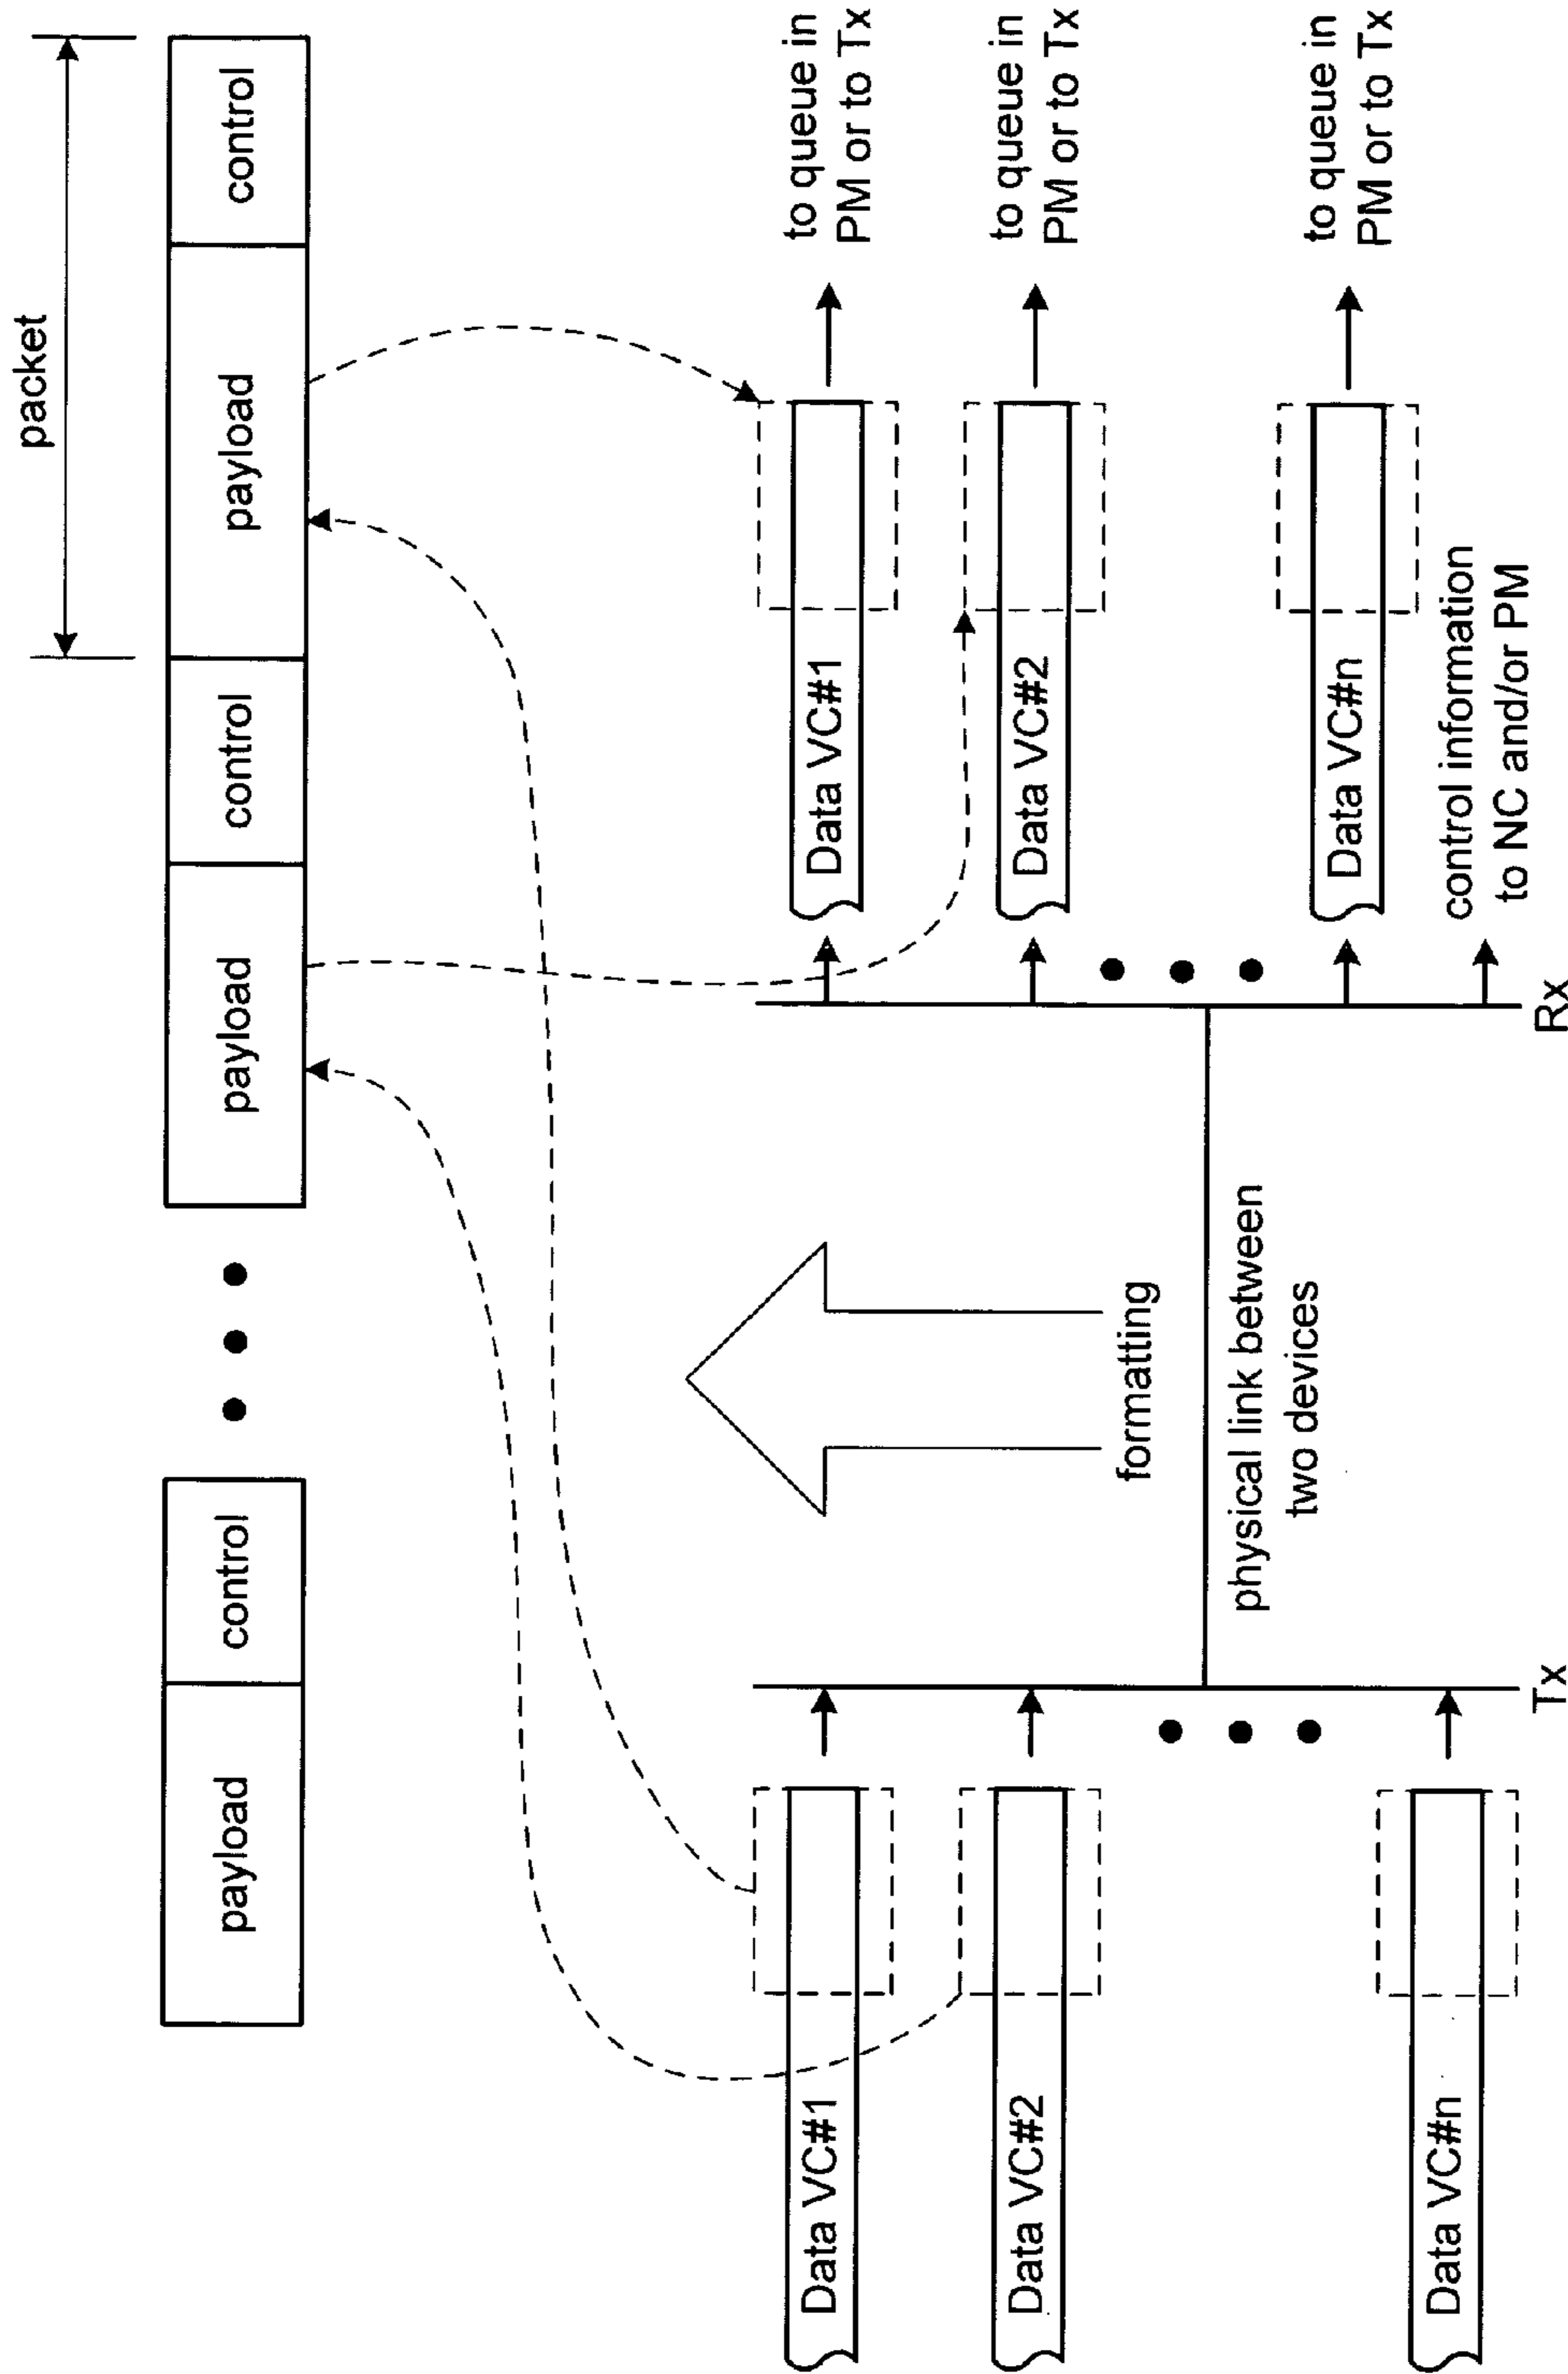 packet
payload
control
payload
control
payload
control
formatting
physical link between
two devices
Data VC#1
Data VC#2
Data VC#n
Tx
Data VC#1
Data VC#2
Data VC#n
Rx
to queue in
PM or to Tx
to queue in
PM or to Tx
to queue in
PM or to Tx
control information
to NC and/or PM